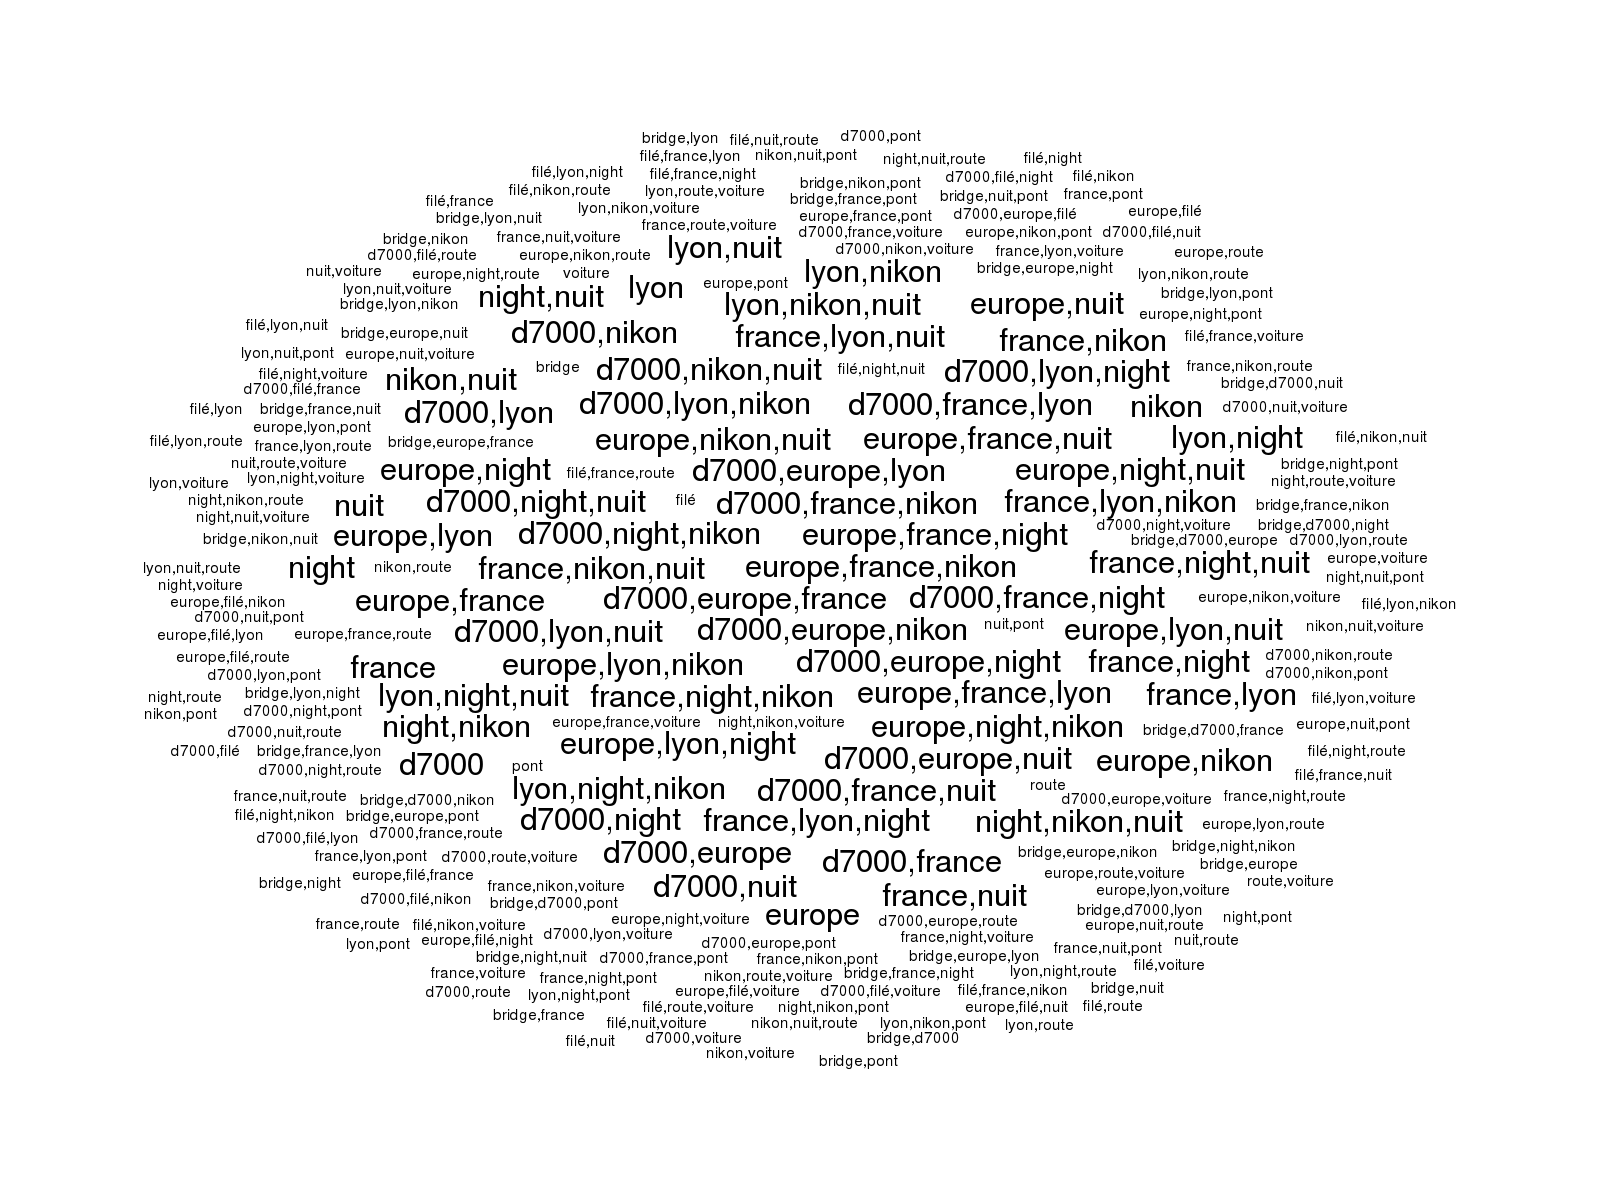 bridge,lyon filé,nuit,route d7000,pont
filé,france,lyon nikon,nuit,pont night,nuit,route filé,night
filé,lyon,night filé,france,night d7000,filé,night filé,nikon
filé,nikon,route lyon,route,voiture bridge,nikon,pont bridge,nuit,pont france,pont
filé,france lyon,nikon,voiture bridge,france,pont
bridge,lyon,nuit europe,france,pont d7000,europe,filé europe,filé
france,route,voiture d7000,france,voiture europe,nikon,pont d7000,filé,nuit
bridge,nikon france,nuit,voiture lyon,nuit d7000,nikon,voiture france,lyon,voiture europe,route
d7000,filé,route europe,nikon,route
nuit,voiture europe,night,route voiture lyon,nikon bridge,europe,night lyon,nikon,route
lyon,nuit,voiture night,nuit lyon europe,pont bridge,lyon,pont
bridge,lyon,nikon lyon,nikon,nuit europe,nuit europe,night,pont
filé,lyon,nuit bridge,europe,nuit d7000,nikon france,lyon,nuit france,nikon filé,france,voiture
lyon,nuit,pont europe,nuit,voiture
filé,night,voiture bridge d7000,nikon,nuit filé,night,nuit d7000,lyon,night france,nikon,route
d7000,filé,france nikon,nuit bridge,d7000,nuit
filé,lyon bridge,france,nuit d7000,lyon d7000,lyon,nikon d7000,france,lyon nikon d7000,nuit,voiture
europe,lyon,pont
filé,lyon,route france,lyon,route bridge,europe,france europe,nikon,nuit europe,france,nuit lyon,night filé,nikon,nuit
nuit,route,voiture europe,night filé,france,route d7000,europe,lyon europe,night,nuit bridge,night,pont
lyon,voiture lyon,night,voiture night,route,voiture
night,nikon,route nuit d7000,night,nuit filé d7000,france,nikon france,lyon,nikon bridge,france,nikon
night,nuit,voiture d7000,night,voiture bridge,d7000,night
bridge,nikon,nuit europe,lyon d7000,night,nikon europe,france,night bridge,d7000,europe d7000,lyon,route
lyon,nuit,route night nikon,route france,nikon,nuit europe,france,nikon france,night,nuit europe,voiture
night,voiture night,nuit,pont
europe,filé,nikon europe,france d7000,europe,france d7000,france,night europe,nikon,voiture filé,lyon,nikon
d7000,nuit,pont
europe,filé,lyon europe,france,route d7000,lyon,nuit d7000,europe,nikon nuit,pont europe,lyon,nuit nikon,nuit,voiture
europe,filé,route france europe,lyon,nikon d7000,europe,night france,night d7000,nikon,route
d7000,lyon,pont d7000,nikon,pont
night,route bridge,lyon,night lyon,night,nuit france,night,nikon europe,france,lyon france,lyon filé,lyon,voiture
nikon,pont d7000,night,pont
d7000,nuit,route night,nikon europe,france,voiture night,nikon,voiture europe,night,nikon bridge,d7000,france europe,nuit,pont
d7000,filé bridge,france,lyon europe,lyon,night filé,night,route
d7000,night,route d7000 pont d7000,europe,nuit europe,nikon filé,france,nuit
france,nuit,route bridge,d7000,nikon lyon,night,nikon d7000,france,nuit route d7000,europe,voiture france,night,route
filé,night,nikon bridge,europe,pont
d7000,filé,lyon d7000,france,route d7000,night france,lyon,night night,nikon,nuit europe,lyon,route
france,lyon,pont d7000,route,voiture d7000,europe d7000,france bridge,europe,nikon bridge,night,nikon
bridge,europe
bridge,night europe,filé,france france,nikon,voiture d7000,nuit europe,route,voiture route,voiture
d7000,filé,nikon bridge,d7000,pont france,nuit europe,lyon,voiture
france,route filé,nikon,voiture europe,night,voiture europe d7000,europe,route bridge,d7000,lyon night,pont
europe,nuit,route
lyon,pont europe,filé,night d7000,lyon,voiture d7000,europe,pont france,night,voiture france,nuit,pont nuit,route
bridge,night,nuit d7000,france,pont france,nikon,pont bridge,europe,lyon
france,voiture france,night,pont nikon,route,voiture bridge,france,night lyon,night,route filé,voiture
d7000,route lyon,night,pont europe,filé,voiture d7000,filé,voiture filé,france,nikon bridge,nuit
bridge,france filé,route,voiture night,nikon,pont europe,filé,nuit filé,route
filé,nuit,voiture nikon,nuit,route lyon,nikon,pont lyon,route
filé,nuit d7000,voiture bridge,d7000
nikon,voiture bridge,pont